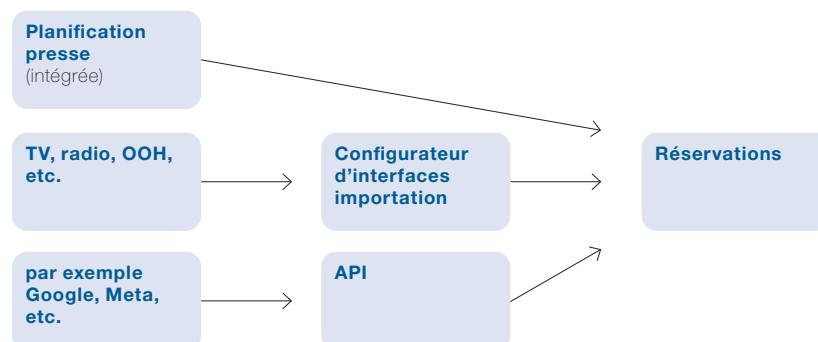 Planification
presse
(intégrée)
TV, radio, OOH,
etc.
Configurateur
d'interfaces
importation
Réservations
par exemple
Google, Meta,
etc.
API